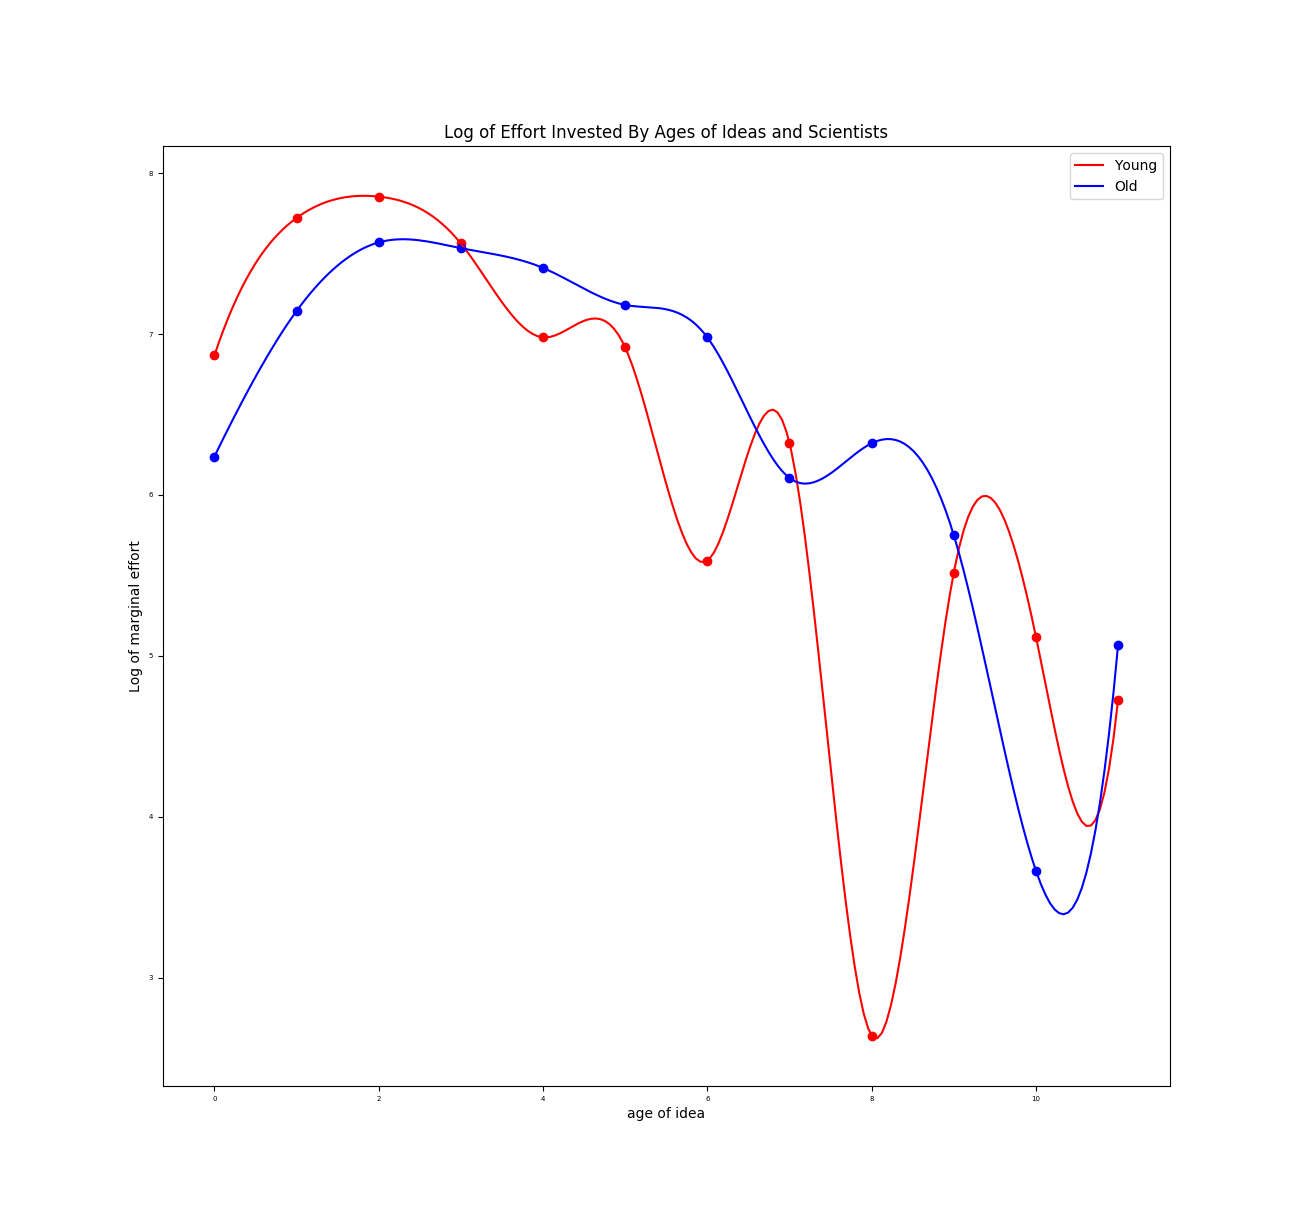 Log of Effort Invested By Ages of Ideas and Scientists
Young
Old
8
7
6
5
4
3
Log of marginal effort
0 2 4 6 8 10
age of idea